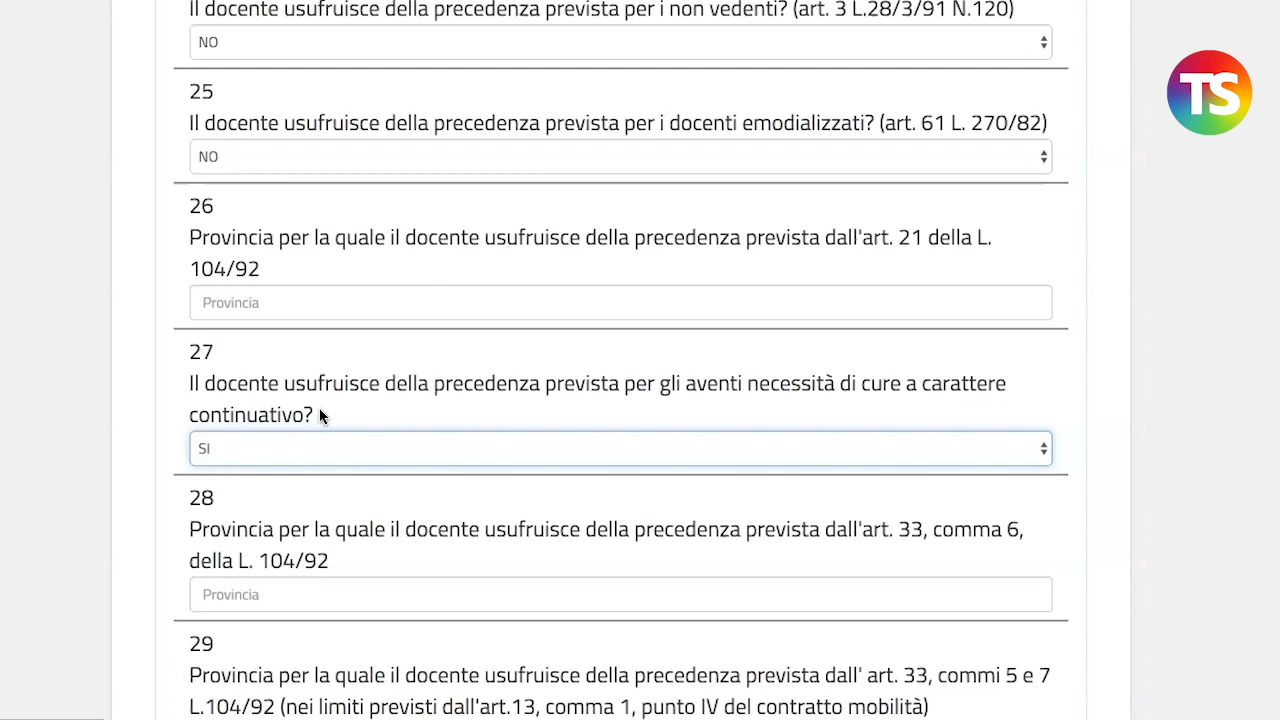 Il docente usufruisce della precedenza prevista per i non vedenti? (art. 3 L.28/3/91 N.120)
NO
25
Il docente usufruisce della precedenza prevista per i docenti emodializzati? (art. 61 L. 270/82)
NO
26
Provincia per la quale il docente usufruisce della precedenza prevista dall'art. 21 della L.
104/92
Provincia
27
Il docente usufruisce della precedenza prevista per gli aventi necessità di cure a carattere
continuativo?
SI
28
Provincia per la quale il docente usufruisce della precedenza prevista dall'art. 33, comma 6,
della L. 104/92
Provincia
29
Provincia per la quale il docente usufruisce della precedenza prevista dall' art. 33, commi 5 e 7
L.104/92 (nei limiti previsti dall'art.13, comma 1, punto IV del contratto mobilità)
TS